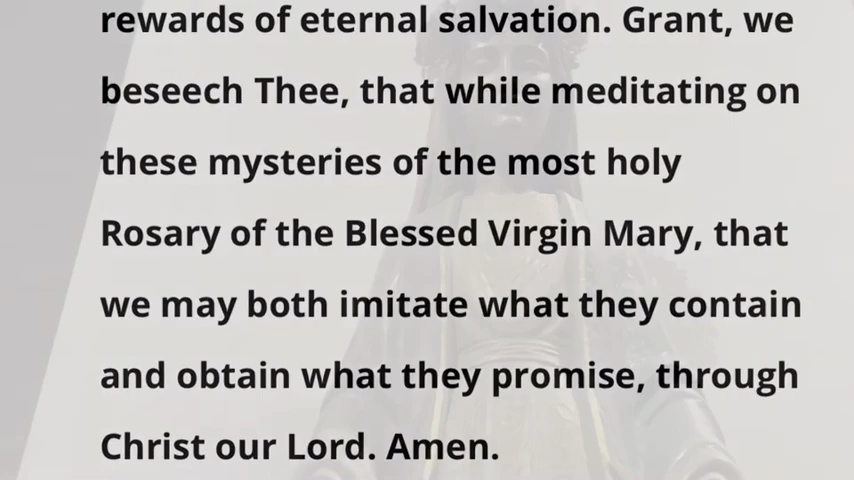 rewards of eternal salvation. Grant, we
beseech Thee, that while meditating on
these mysteries of the most holy
Rosary of the Blessed Virgin Mary, that
we may both imitate what they contain
and obtain what they promise, through
Christ our Lord. Amen.